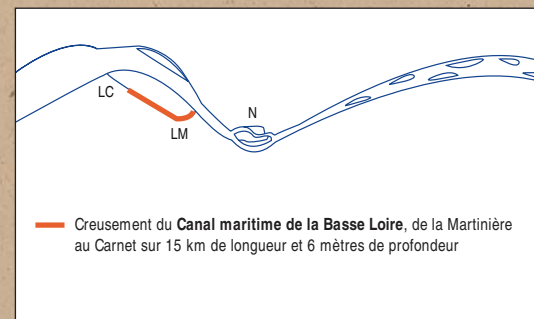 LC
LM
N
Creusement du Canal maritime de la Basse Loire, de la Martinière
au Carnet sur 15 km de longueur et 6 mètres de profondeur